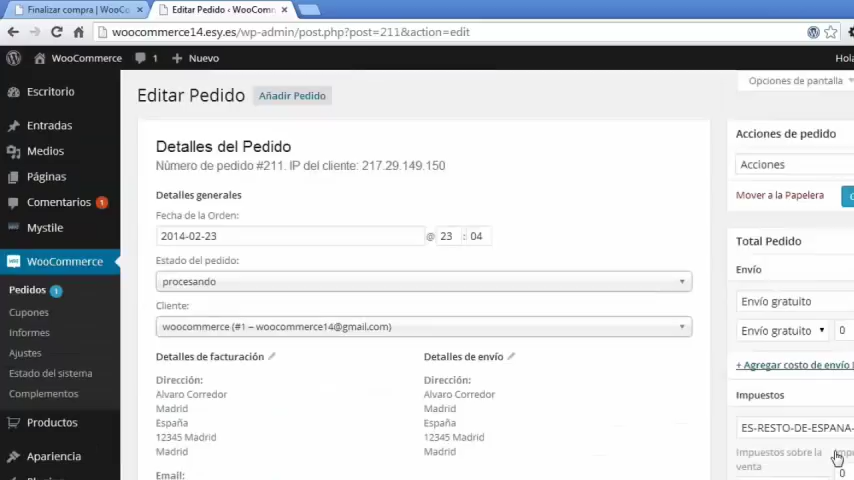 Finalizar compra | WooCo
Editar Pedido ‹ WooComm
woocommerce14.esy.es/wp-admin/post.php?post=211&action=edit
WooCommerce
1
Nuevo
Hola
Escritorio
Entradas
Medios
Páginas
Comentarios 1
Mystile
WooCommerce
Pedidos 1
Cupones
Informes
Ajustes
Estado del sistema
Complementos
Productos
Apariencia
Opciones de pantalla
Editar Pedido
Añadir Pedido
Detalles del Pedido
Número de pedido #211. IP del cliente: 217.29.149.150
Detalles generales
Fecha de la Orden:
2014-02-23 @ 23 : 04
Estado del pedido:
procesando
Cliente:
woocommerce (#1 – woocommerce14@gmail.com)
Detalles de facturación
Dirección:
Alvaro Corredor
Madrid
España
12345 Madrid
Madrid
Email:
Detalles de envío
Dirección:
Alvaro Corredor
Madrid
España
12345 Madrid
Madrid
Acciones de pedido
Acciones
Mover a la Papelera
Total Pedido
Envío
Envío gratuito
Envío gratuito 0
+ Agregar costo de envío
Impuestos
ES-RESTO-DE-ESPANA-
Impuestos sobre la
venta
0